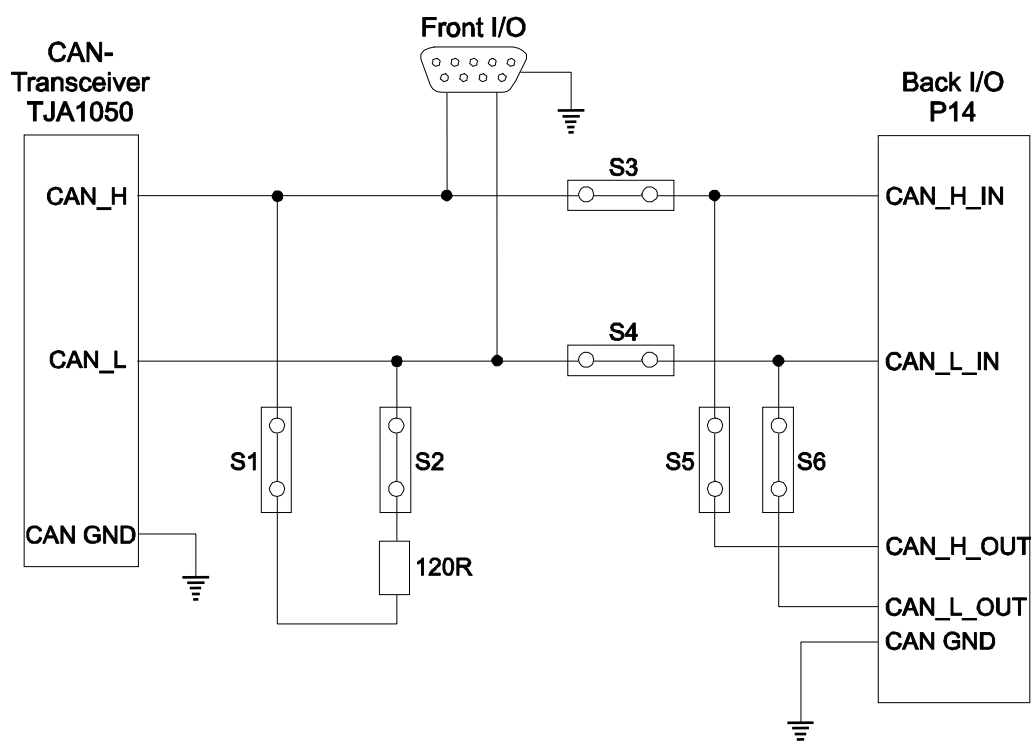 Front I/O
CAN-
Transceiver
TJA1050
Back I/O
P14
S3
CAN_H
CAN_H_IN
S4
CAN_L
CAN_L_IN
S1
S2
S5
S6
CAN GND
CAN_H_OUT
120R
CAN_L_OUT
CAN GND